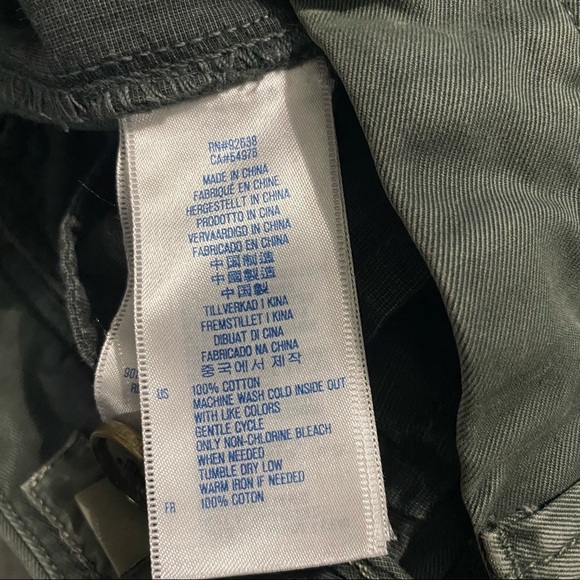 RN#92638
CA#54976
MADE IN CHINA
FABRIQUÉ EN CHINE
HERGESTELLT IN CHINA
PRODOTTO IN CINA
VERVAARDIGD IN CHINA
FABRICADO EN CHINA
中国制造
中國製造
中国製
TILLVERKAD I KINA
FREMSTILLET I KINA
DIBUAT DI CINA
FABRICADO NA CHINA
중국에서 제작
US 100% COTTON
MACHINE WASH COLD INSIDE OUT
WITH LIKE COLORS
GENTLE CYCLE
ONLY NON-CHLORINE BLEACH
WHEN NEEDED
TUMBLE DRY LOW
WARM IRON IF NEEDED
FR 100% COTON